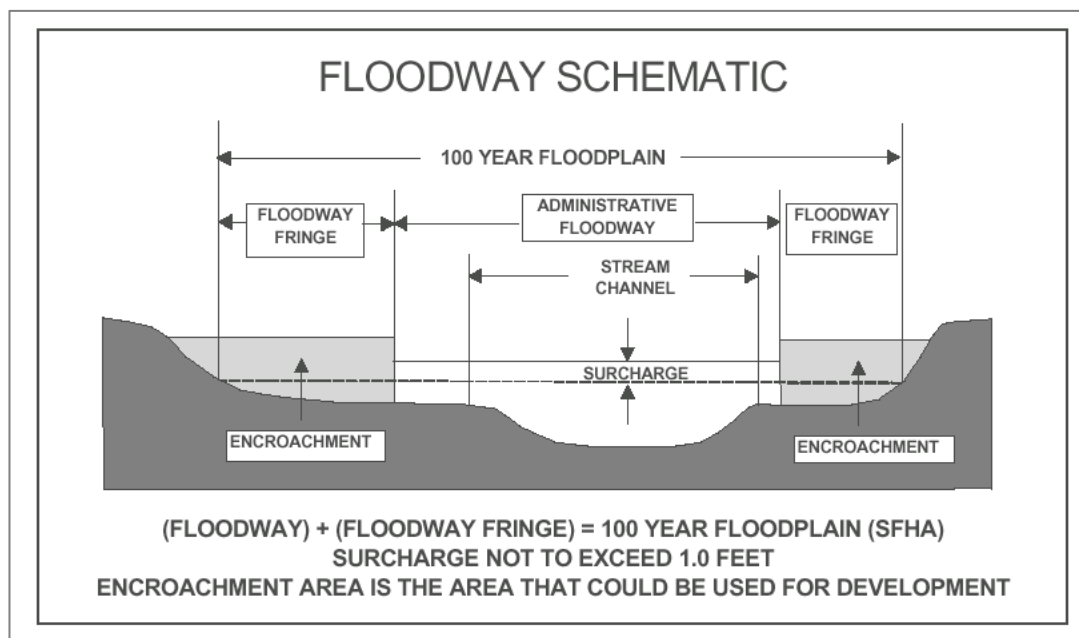 FLOODWAY SCHEMATIC
100 YEAR FLOODPLAIN
FLOODWAY
FRINGE
ADMINISTRATIVE
FLOODWAY
FLOODWAY
FRINGE
STREAM
CHANNEL
SURCHARGE
ENCROACHMENT
ENCROACHMENT
(FLOODWAY) + (FLOODWAY FRINGE) = 100 YEAR FLOODPLAIN (SFHA)
SURCHARGE NOT TO EXCEED 1.0 FEET
ENCROACHMENT AREA IS THE AREA THAT COULD BE USED FOR DEVELOPMENT